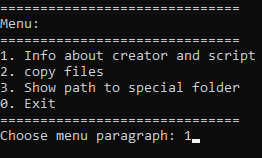 ==============================
Menu:
==============================
1. Info about creator and script
2. copy files
3. Show path to special folder
0. Exit
==============================
Choose menu paragraph: 1_